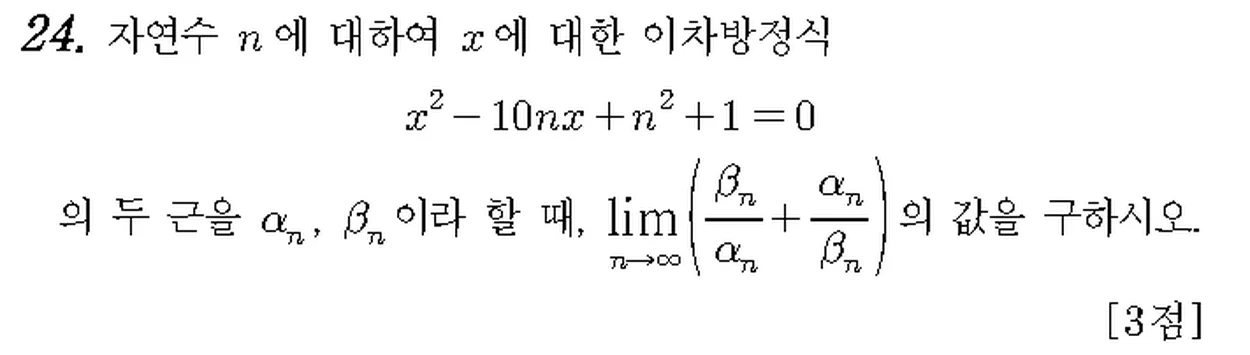 24. 자연수 n에 대하여 x에 대한 이차방정식
x² − 10nx + n² + 1 = 0
의 두 근을 αₙ, βₙ이라 할 때, lim_{n→∞} (βₙ/αₙ + αₙ/βₙ)의 값을 구하시오.
[3점]